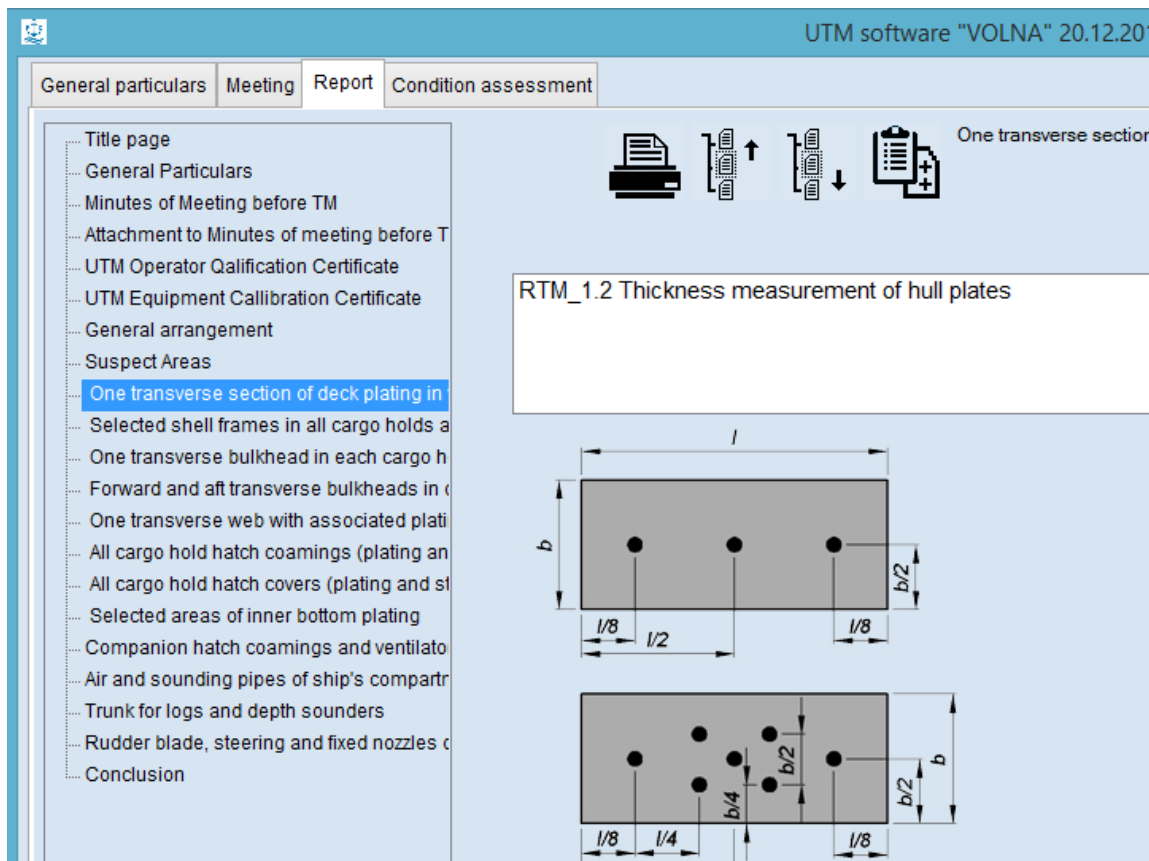 UTM software "VOLNA" 20.12.201
General particulars
Meeting
Report
Condition assessment
Title page
General Particulars
Minutes of Meeting before TM
Attachment to Minutes of meeting before T
UTM Operator Qalification Certificate
UTM Equipment Callibration Certificate
General arrangement
Suspect Areas
One transverse section of deck plating in
Selected shell frames in all cargo holds a
One transverse bulkhead in each cargo h
Forward and aft transverse bulkheads in
One transverse web with associated plati
All cargo hold hatch coamings (plating an
All cargo hold hatch covers (plating and st
Selected areas of inner bottom plating
Companion hatch coamings and ventilato
Air and sounding pipes of ship's compartm
Trunk for logs and depth sounders
Rudder blade, steering and fixed nozzles
Conclusion
One transverse section
RTM_1.2 Thickness measurement of hull plates
l
b
b/2
l/8
l/2
l/8
b/2
b
b/4
b/2
l/8
l/4
l/8